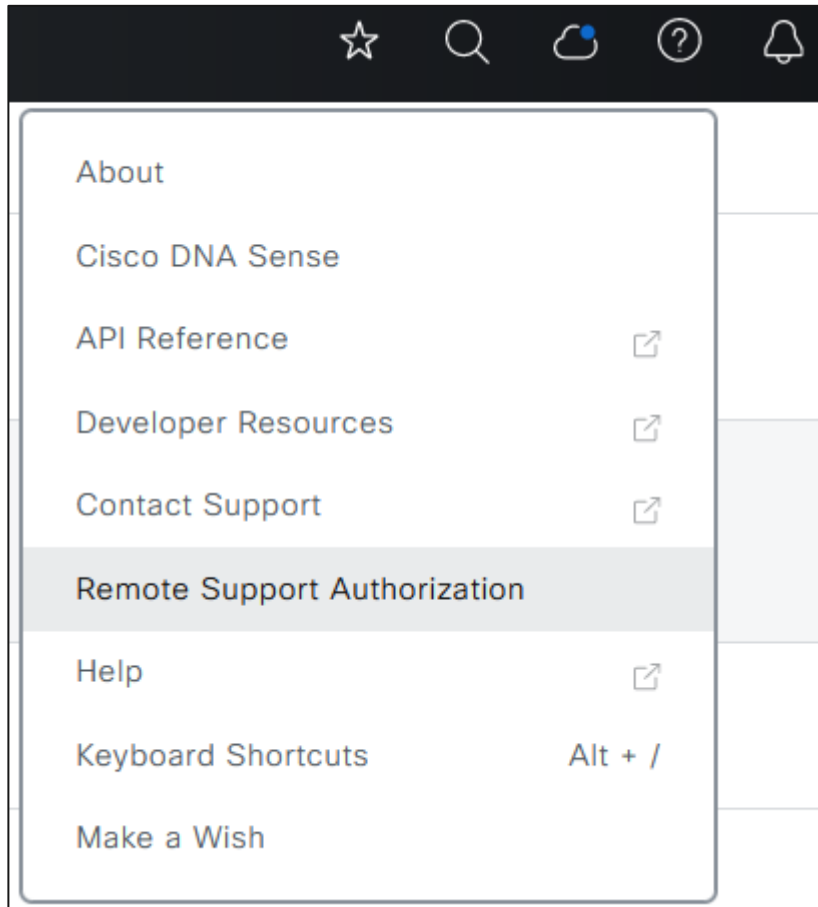 About
Cisco DNA Sense
API Reference
Developer Resources
Contact Support
Remote Support Authorization
Help
Keyboard Shortcuts Alt + /
Make a Wish